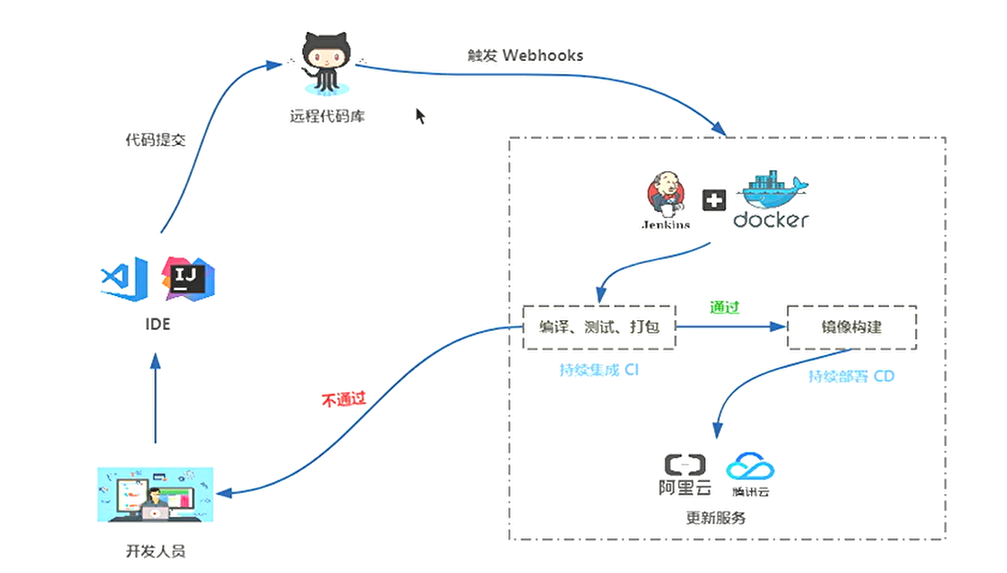 触发 Webhooks
远程代码库
代码提交
Jenkins
docker
IJ
IDE
编译、测试、打包
通过
镜像构建
持续集成 CI
持续部署 CD
不通过
阿里云
腾讯云
更新服务
开发人员